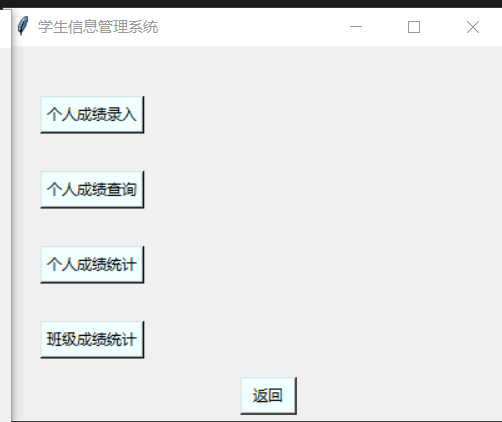 学生信息管理系统
个人成绩录入
个人成绩查询
个人成绩统计
班级成绩统计
返回